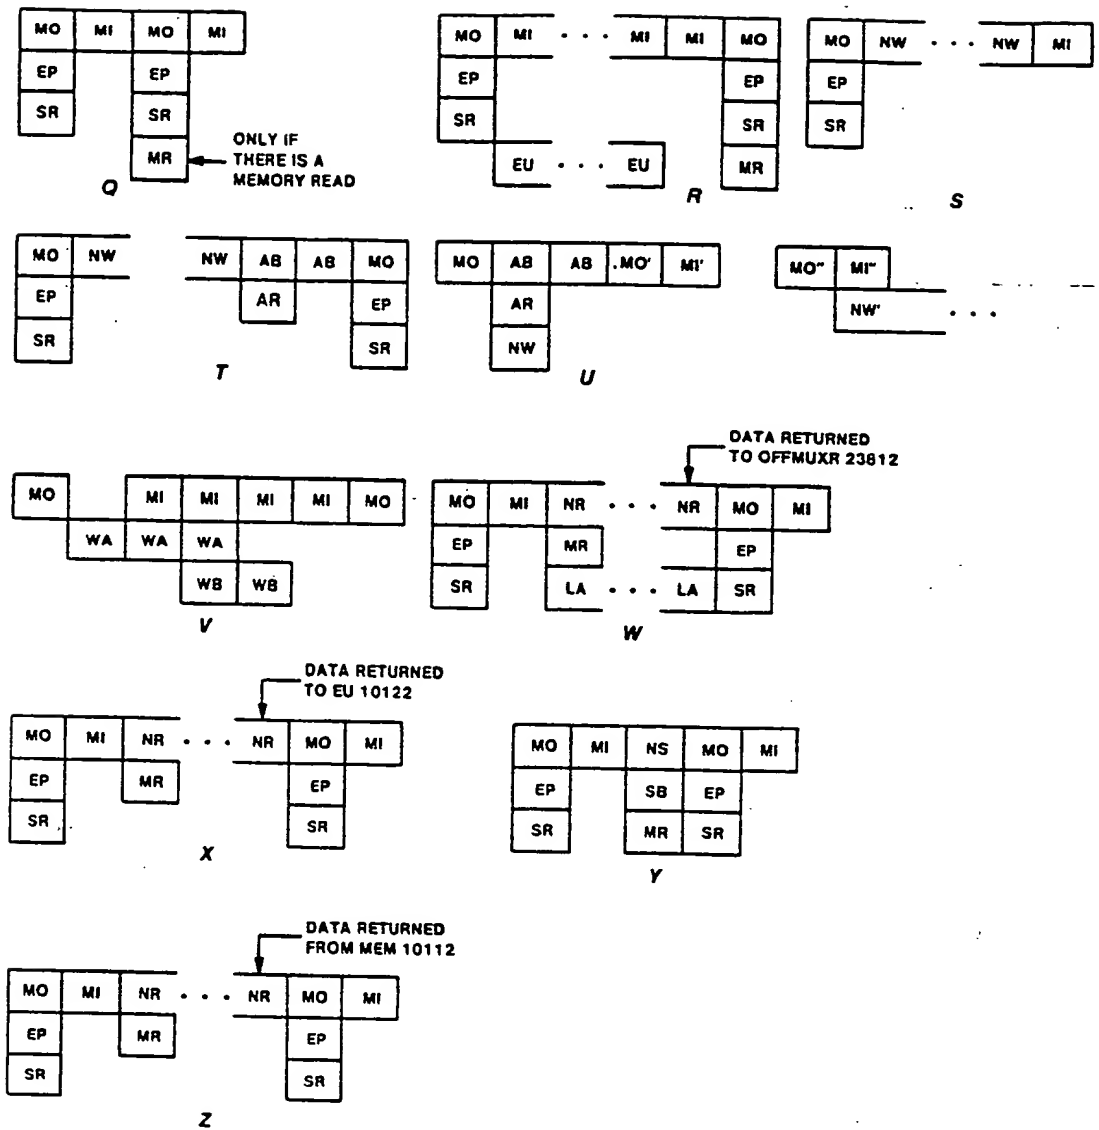 MO MI MO MI
EP EP
SR SR
MR
ONLY IF
THERE IS A
MEMORY READ
Q
MO MI • • • MI MI MO
EP EP
SR SR
EU • • • EU MR
R
MO NW • • • NW MI
EP
SR
S
MO NW NW AB AB MO
EP AR EP
SR SR
T
MO AB AB MO' MI'
AR
NW
U
MO" MI"
NW' • • •
MO MI MI MI MI MO
WA WA WA
WB WB
V
DATA RETURNED
TO OFFMUXR 23812
MO MI NR • • • NR MO MI
EP MR EP
SR LA • • • LA SR
W
DATA RETURNED
TO EU 10122
MO MI NR • • • NR MO MI
EP MR EP
SR SR
X
MO MI NS MO MI
EP SB EP
SR MR SR
Y
DATA RETURNED
FROM MEM 10112
MO MI NR • • • NR MO MI
EP MR EP
SR SR
Z